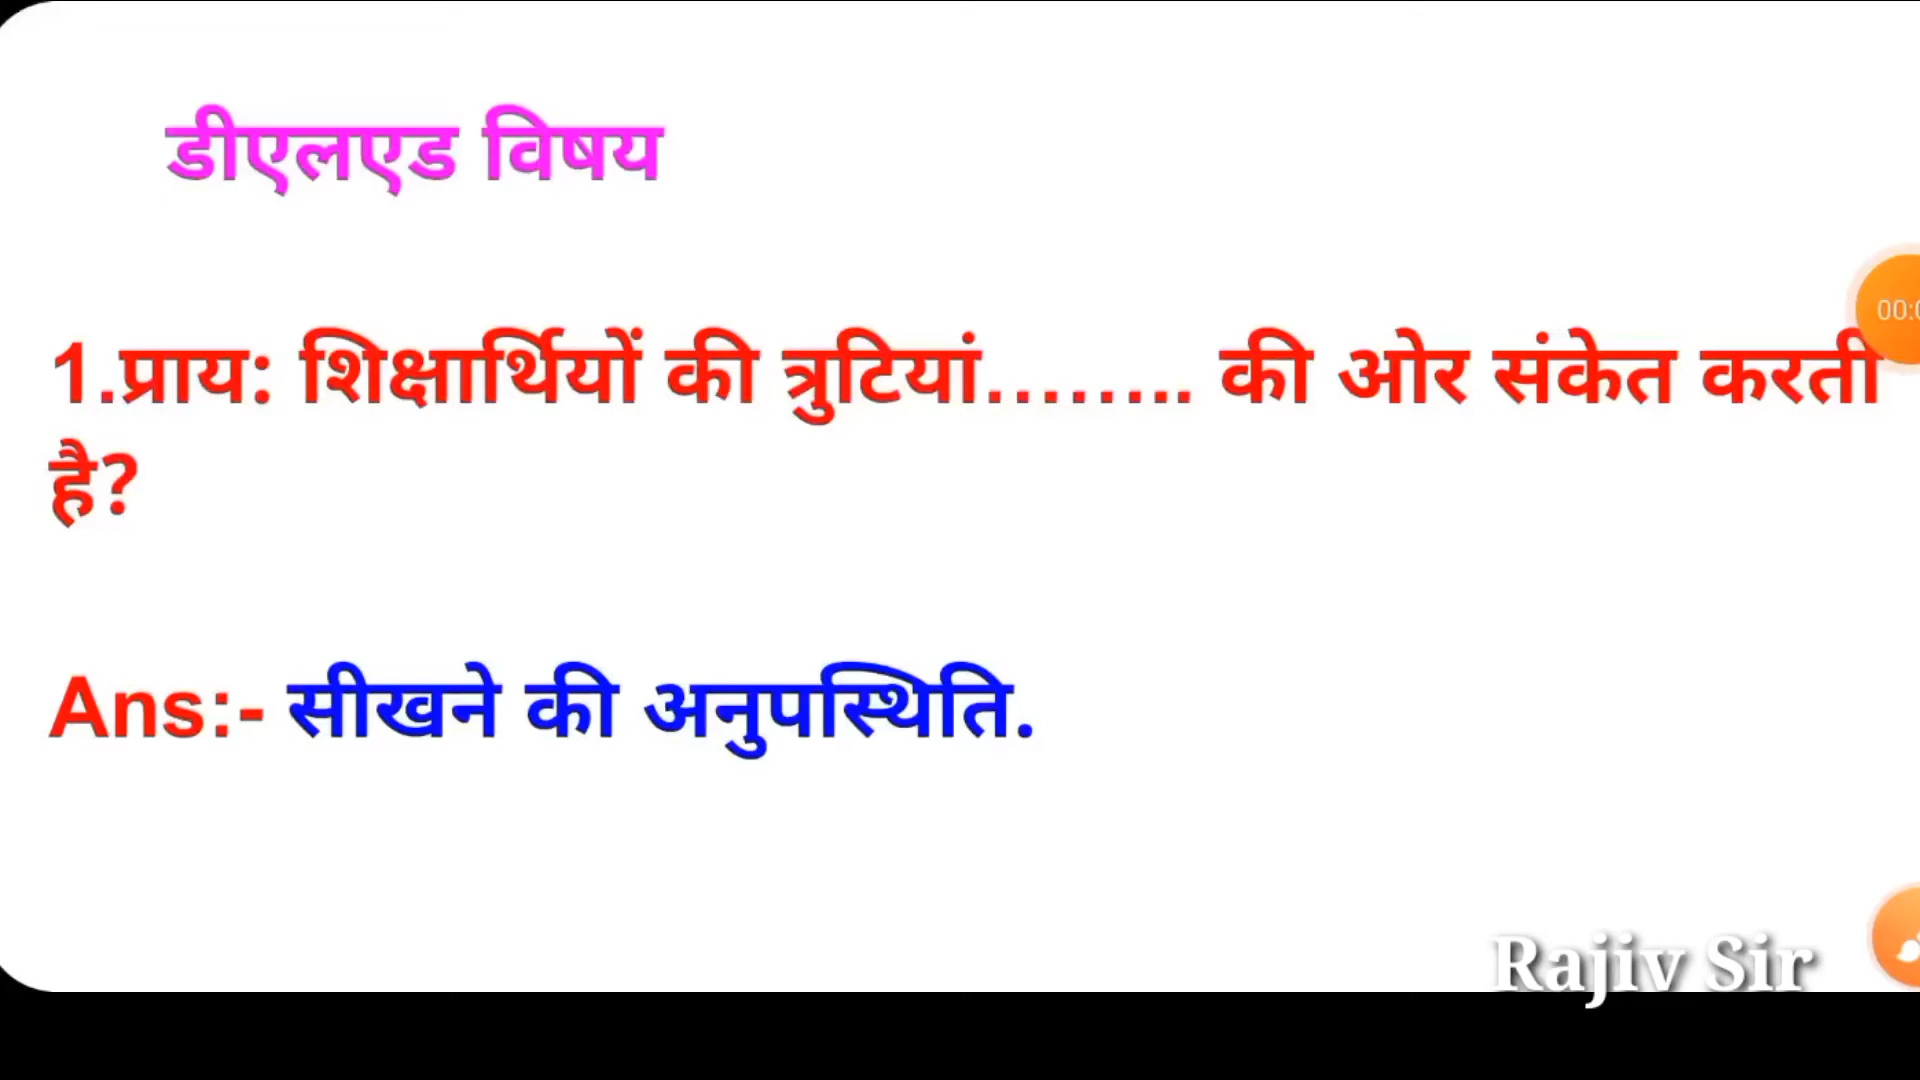 डीएलएड विषय
1.प्राय: शिक्षार्थियों की त्रुटियां…….. की ओर संकेत करती
है?
Ans:- सीखने की अनुपस्थिति.
Rajiv Sir